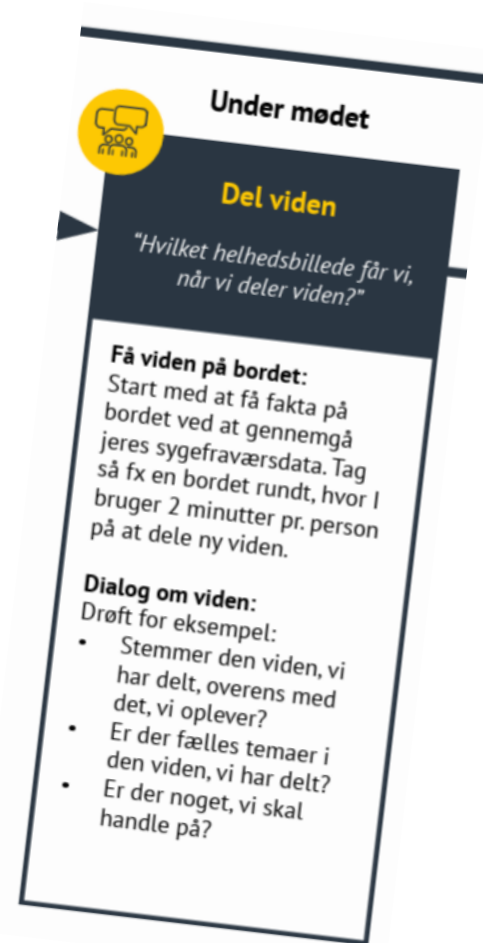 Under mødet
Del viden
“Hvilket helhedsbillede får vi,
når vi deler viden?”
Få viden på bordet:
Start med at få fakta på
bordet ved at gennemgå
jeres sygefraværsdata. Tag
så fx en bordet rundt, hvor I
bruger 2 minutter pr. person
på at dele ny viden.
Dialog om viden:
Drøft for eksempel:
• Stemmer den viden, vi
har delt, overens med
det, vi oplever?
• Er der fælles temaer i
den viden, vi har delt?
• Er der noget, vi skal
handle på?